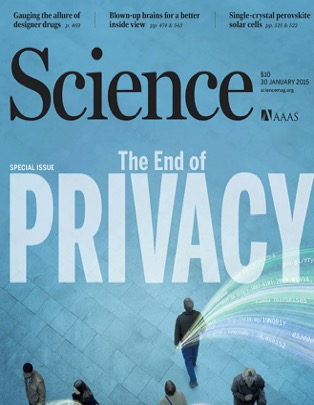 Gauging the allure of
designer drugs p. 469
Blown-up brains for a better
inside view pp. 474 & 543
Single-crystal perovskite
solar cells pp. 519 & 522
Science
$10
30 JANUARY 2015
sciencemag.org
AAAS
SPECIAL ISSUE
The End of
PRIVACY